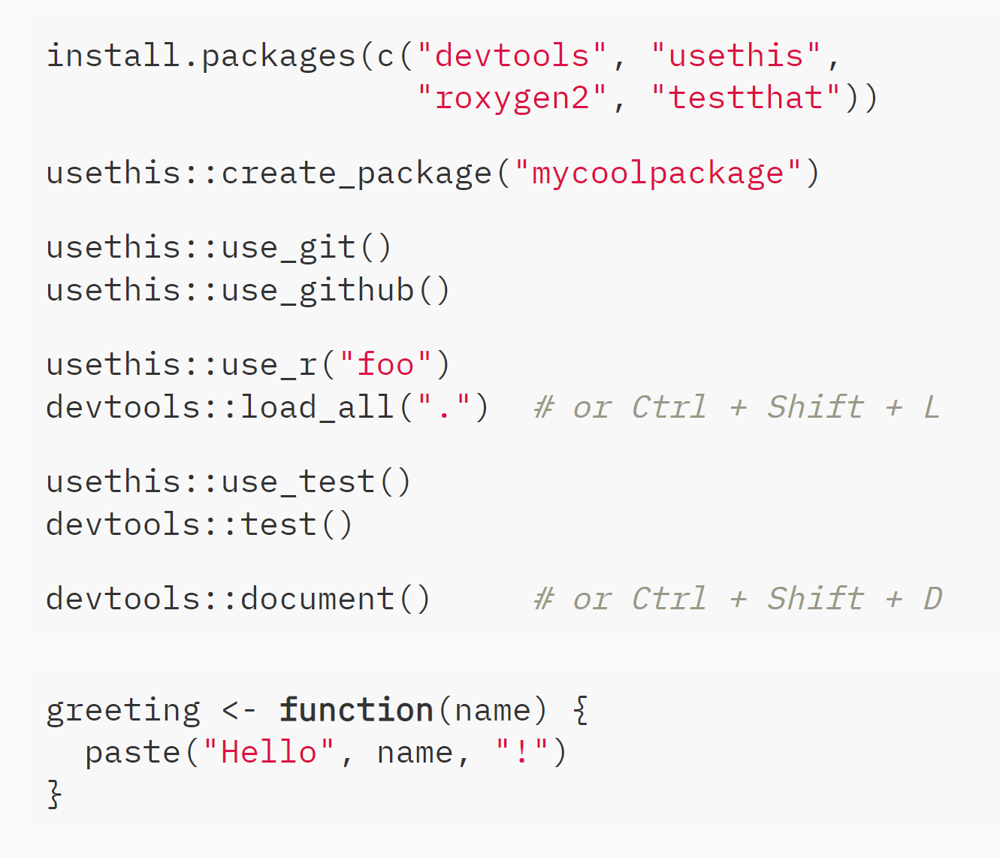 install.packages(c("devtools", "usethis",
                   "roxygen2", "testthat"))
usethis::create_package("mycoolpackage")
usethis::use_git()
usethis::use_github()
usethis::use_r("foo")
devtools::load_all(".")  # or Ctrl + Shift + L
usethis::use_test()
devtools::test()
devtools::document()     # or Ctrl + Shift + D
greeting <- function(name) {
  paste("Hello", name, "!")
}